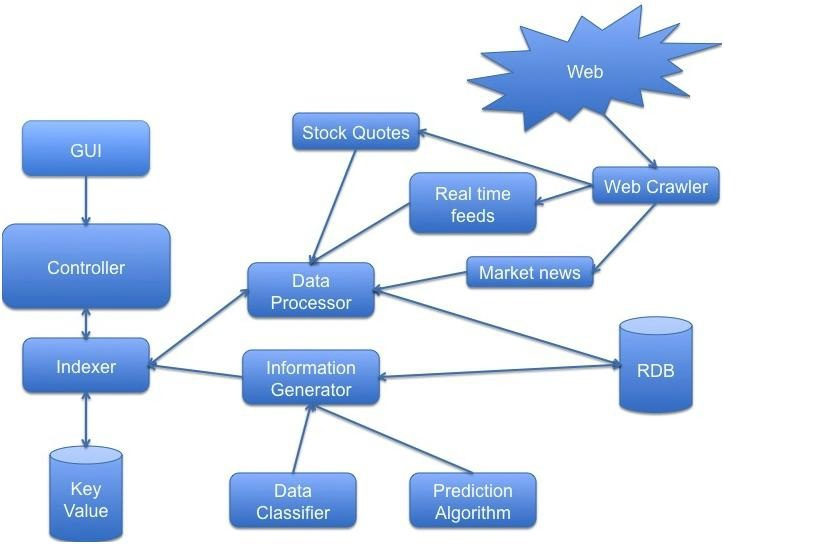 Web
Stock Quotes
GUI
Real time
feeds
Web Crawler
Controller
Data
Processor
Market news
Indexer
Information
Generator
RDB
Key
Value
Data
Classifier
Prediction
Algorithm